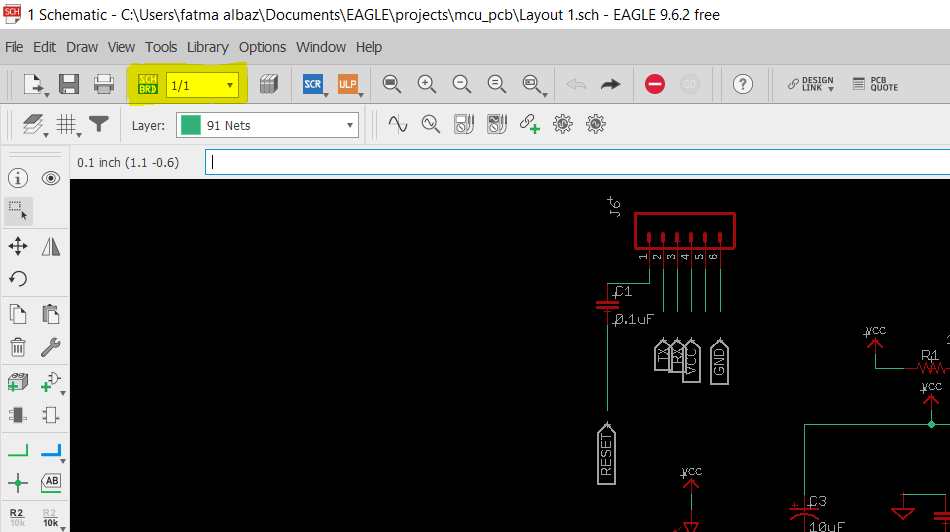 1 Schematic - C:\Users\fatma albaz\Documents\EAGLE\projects\mcu_pcb\Layout 1.sch - EAGLE 9.6.2 free
File Edit Draw View Tools Library Options Window Help
SCH BRD 1/1 SCR ULP GO ? DESIGN LINK PCB QUOTE
Layer: 91 Nets
0.1 inch (1.1 -0.6)
J6
1 2 3 4 5 6
C1
0.1uF
TX RX VCC GND
RESET
VCC
R1
VCC
VCC
C3
10uF
AB
R2 10k R2 10k